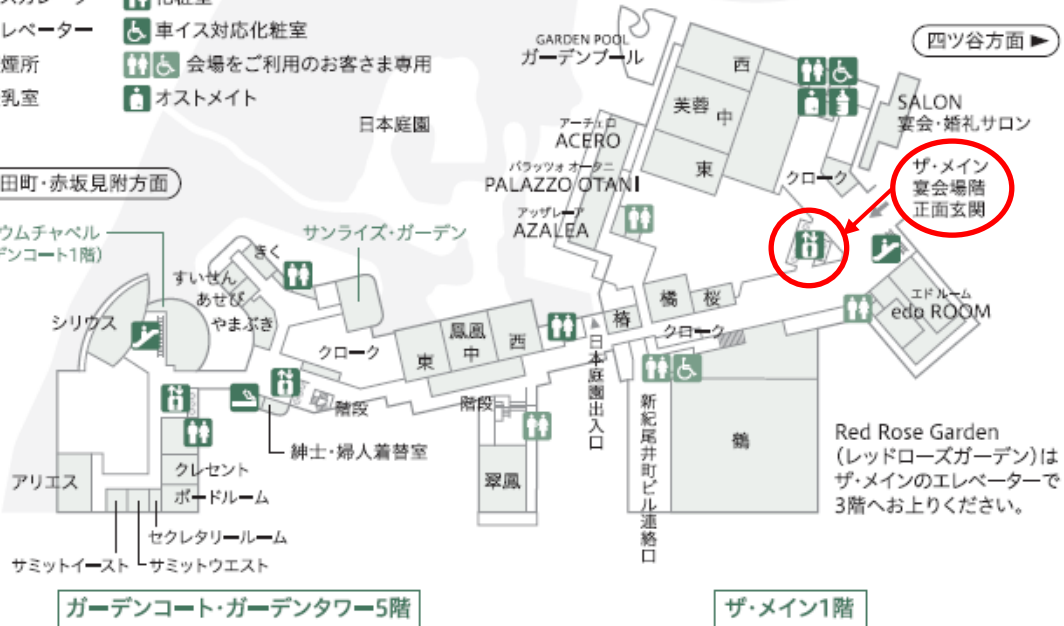 化粧室
レベーター
車イス対応化粧室
煙所
会場をご利用のお客さま専用
乳室
オストメイト
日本庭園
田町・赤坂見附方面
GARDEN POOL
ガーデンプール
四ツ谷方面 ▶
西
芙蓉 中
東
SALON
宴会・婚礼サロン
アーチェロ
ACERO
パラッツォ オータニ
PALAZZO OTANI
アッザレーア
AZALEA
クローク
ザ・メイン
宴会場階
正面玄関
ウムチャペル
デンコート1階)
サンライズ・ガーデン
きく
すいせん
あせび
やまぶき
シリウス
クローク
東
鳳凰
中
西
椿
橘
桜
クローク
エド ルーム
edo ROOM
日本庭園出入口
階段
階段
紳士・婦人着替室
翠鳳
新紀尾井町ビル連絡口
鶴
Red Rose Garden
(レッドローズガーデン)は
ザ・メインのエレベーターで
3階へお上りください。
アリエス
クレセント
ボードルーム
セクレタリールーム
サミットイースト
サミットウエスト
ガーデンコート・ガーデンタワー5階
ザ・メイン1階